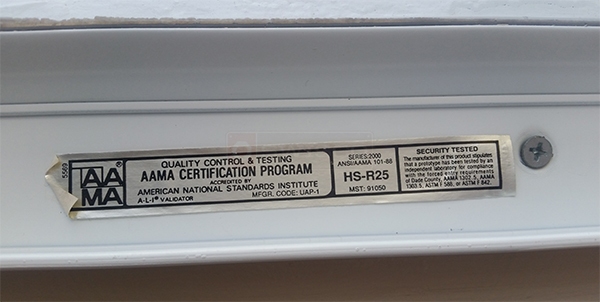 5569
AA®
MA
QUALITY CONTROL & TESTING
AAMA CERTIFICATION PROGRAM
ACCREDITED BY
AMERICAN NATIONAL STANDARDS INSTITUTE
A-L-I® VALIDATOR MFGR. CODE: UAP-1
SERIES: 2000
ANSI/AAMA 101-88
HS-R25
MST: 91050
SECURITY TESTED
The manufacturer of this product stipulates
that a prototype has been tested by an
independent laboratory for compliance
with the forced entry requirements
of Dade County, AAMA 1302.5, AAMA
1303.5, ASTM F 588, or ASTM F 842.